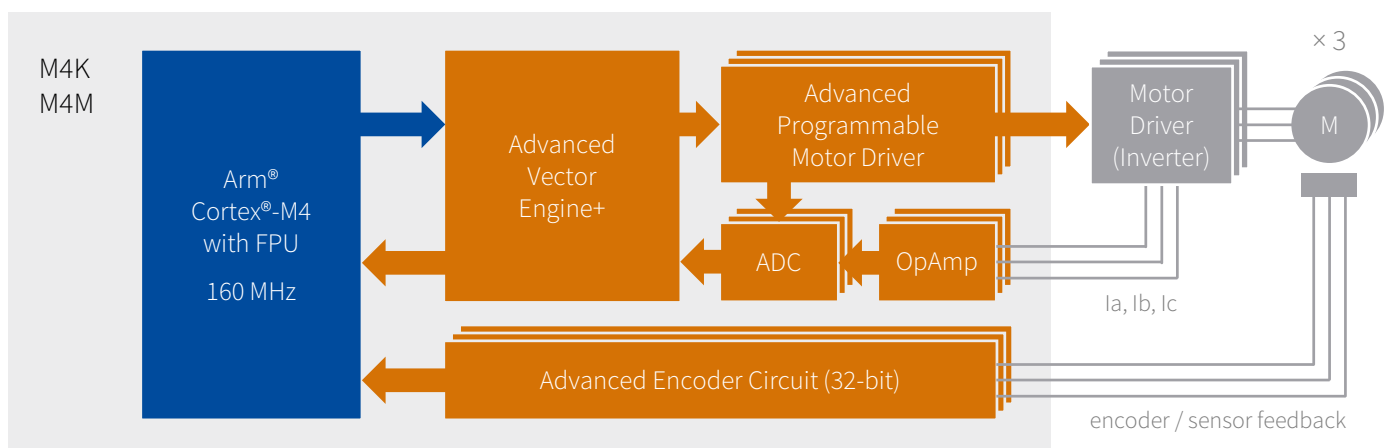 M4K
M4M
Arm®
Cortex®-M4
with FPU
160 MHz
Advanced
Vector
Engine+
Advanced
Programmable
Motor Driver
ADC
OpAmp
Advanced Encoder Circuit (32-bit)
Motor
Driver
(Inverter)
× 3
M
Ia, Ib, Ic
encoder / sensor feedback